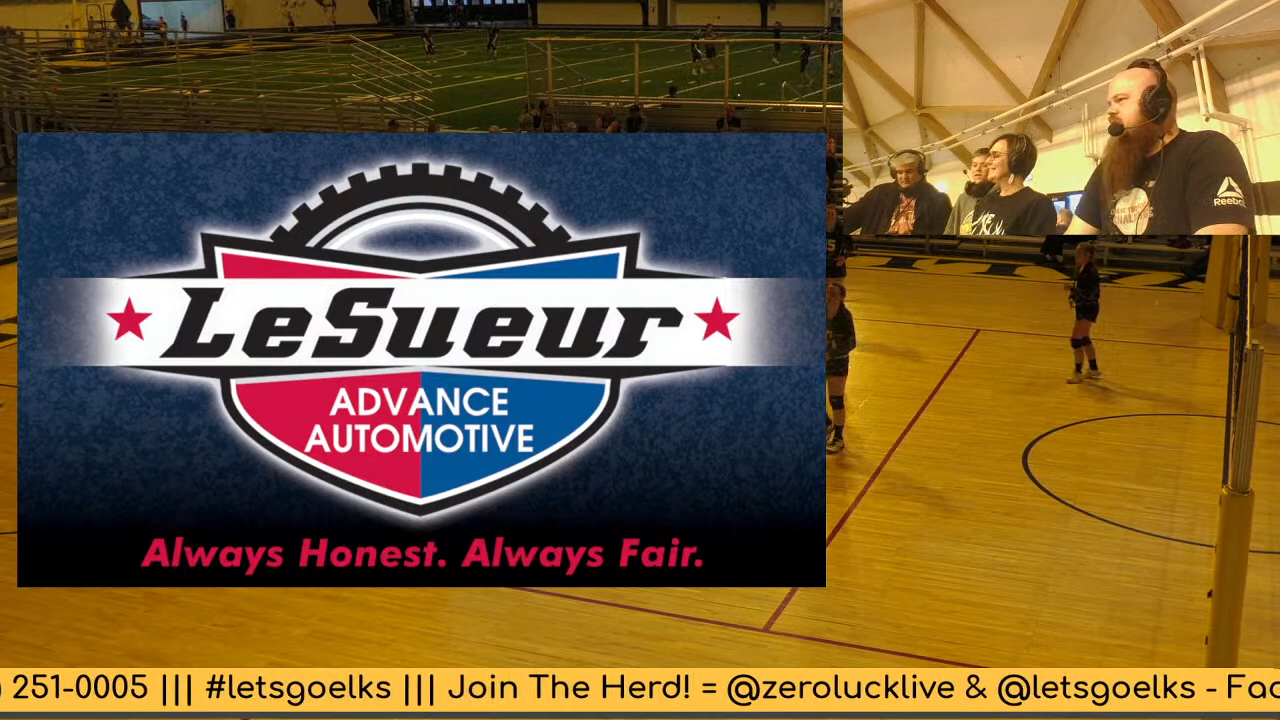 Reebok
LeSueur
ADVANCE
AUTOMOTIVE
Always Honest. Always Fair.
) 251-0005 ||| #letsgoelks ||| Join The Herd! = @zerolucklive & @letsgoelks - Fac